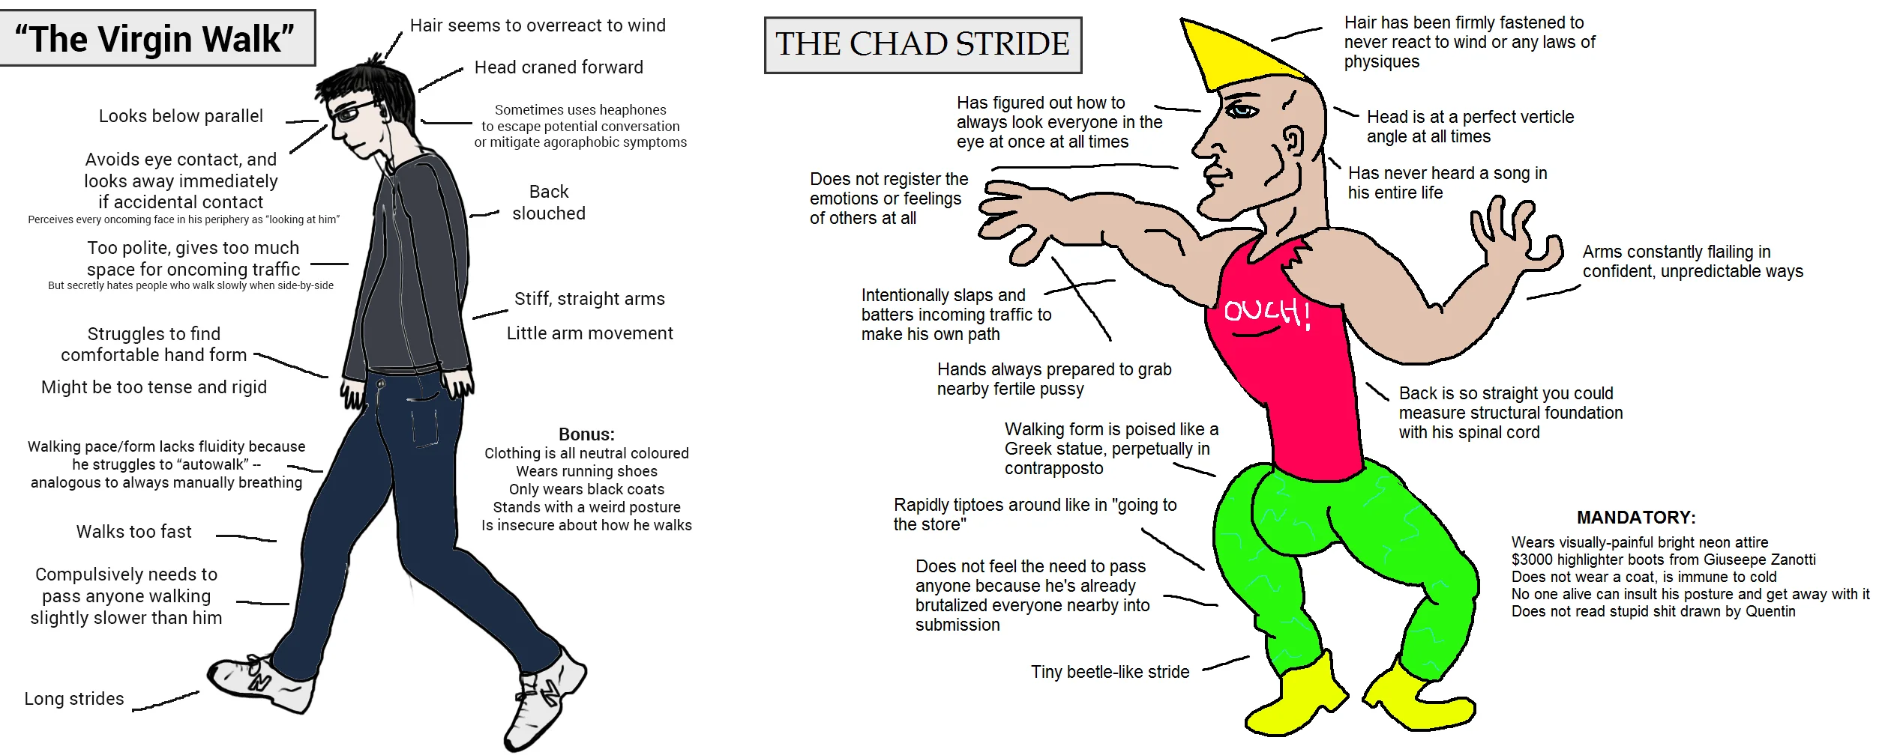 “The Virgin Walk”
Hair seems to overreact to wind
Head craned forward
Looks below parallel
Sometimes uses heaphones
to escape potential conversation
or mitigate agoraphobic symptoms
Avoids eye contact, and
looks away immediately
if accidental contact
Perceives every oncoming face in his periphery as “looking at him”
Back
slouched
Too polite, gives too much
space for oncoming traffic
But secretly hates people who walk slowly when side-by-side
Stiff, straight arms
Little arm movement
Struggles to find
comfortable hand form
Might be too tense and rigid
Walking pace/form lacks fluidity because
he struggles to “autowalk” --
analogous to always manually breathing
Bonus:
Clothing is all neutral coloured
Wears running shoes
Only wears black coats
Stands with a weird posture
Is insecure about how he walks
Walks too fast
Compulsively needs to
pass anyone walking
slightly slower than him
Long strides
N
N
THE CHAD STRIDE
Hair has been firmly fastened to
never react to wind or any laws of
physiques
Has figured out how to
always look everyone in the
eye at once at all times
Head is at a perfect verticle
angle at all times
Has never heard a song in
his entire life
Does not register the
emotions or feelings
of others at all
Arms constantly flailing in
confident, unpredictable ways
Intentionally slaps and
batters incoming traffic to
make his own path
OUCH!
Hands always prepared to grab
nearby fertile pussy
Back is so straight you could
measure structural foundation
with his spinal cord
Walking form is poised like a
Greek statue, perpetually in
contrapposto
Rapidly tiptoes around like in "going to
the store"
MANDATORY:
Wears visually-painful bright neon attire
$3000 highlighter boots from Giuseepe Zanotti
Does not wear a coat, is immune to cold
No one alive can insult his posture and get away with it
Does not read stupid shit drawn by Quentin
Does not feel the need to pass
anyone because he's already
brutalized everyone nearby into
submission
Tiny beetle-like stride